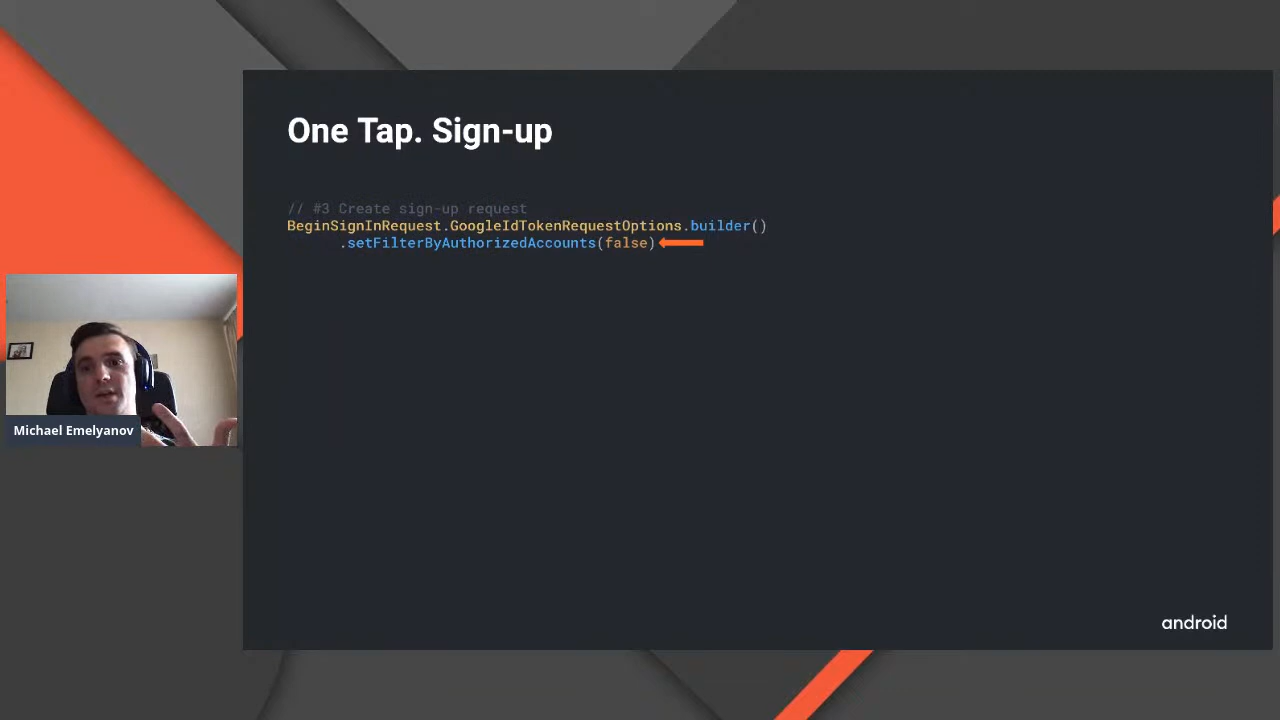 One Tap. Sign-up
// #3 Create sign-up request
BeginSignInRequest.GoogleIdTokenRequestOptions.builder()
.setFilterByAuthorizedAccounts(false)
Michael Emelyanov
android